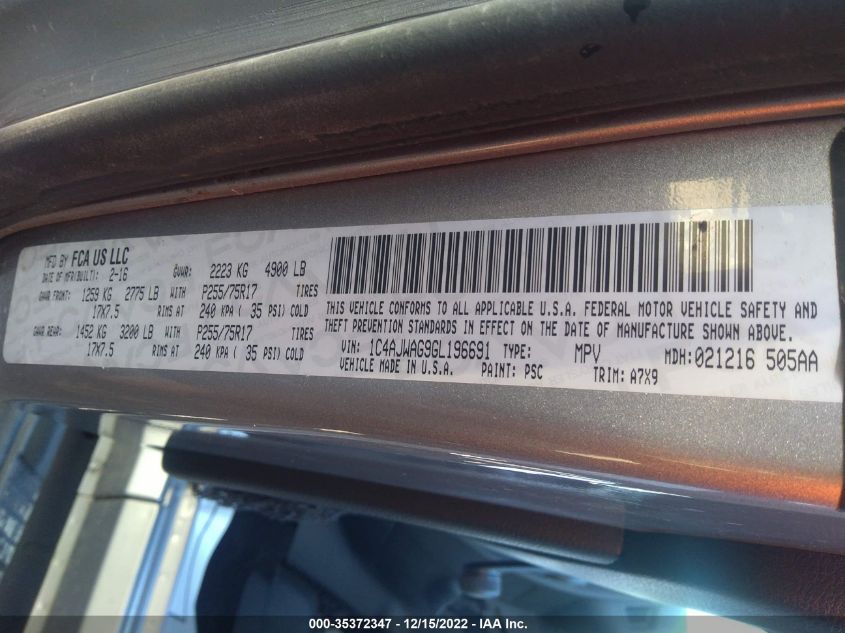 MFD BY FCA US LLC
DATE OF MFR(BUILT): 2-16 GVWR: 2223 KG 4900 LB
GAWR FRONT: 1259 KG 2775 LB WITH P255/75R17 TIRES
17X7.5 RIMS AT 240 KPA ( 35 PSI) COLD
GAWR REAR: 1452 KG 3200 LB WITH P255/75R17 TIRES
17X7.5 RIMS AT 240 KPA ( 35 PSI) COLD
THIS VEHICLE CONFORMS TO ALL APPLICABLE U.S.A. FEDERAL MOTOR VEHICLE SAFETY AND
THEFT PREVENTION STANDARDS IN EFFECT ON THE DATE OF MANUFACTURE SHOWN ABOVE.
VIN: 1C4AJWAG9GL196691 TYPE: MPV MDH:021216 505AA
VEHICLE MADE IN U.S.A. PAINT: PSC TRIM: A7X9
000-35372347 - 12/15/2022 - IAA Inc.